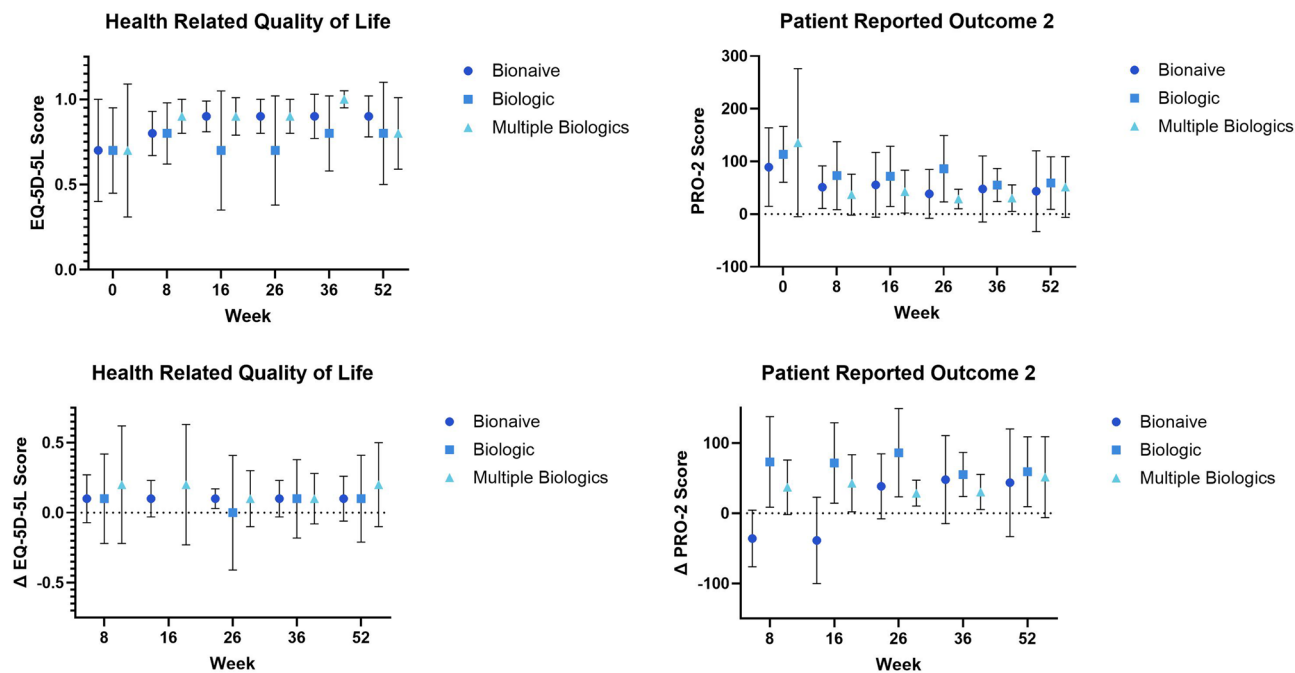 Health Related Quality of Life
EQ-5D-5L Score
1.0
0.5
0.0
0 8 16 26 36 52
Week
Bionaive
Biologic
Multiple Biologics
Patient Reported Outcome 2
PRO-2 Score
300
200
100
0
-100
0 8 16 26 36 52
Week
Bionaive
Biologic
Multiple Biologics
Health Related Quality of Life
Δ EQ-5D-5L Score
0.5
0.0
-0.5
8 16 26 36 52
Week
Bionaive
Biologic
Multiple Biologics
Patient Reported Outcome 2
Δ PRO-2 Score
100
0
-100
8 16 26 36 52
Week
Bionaive
Biologic
Multiple Biologics